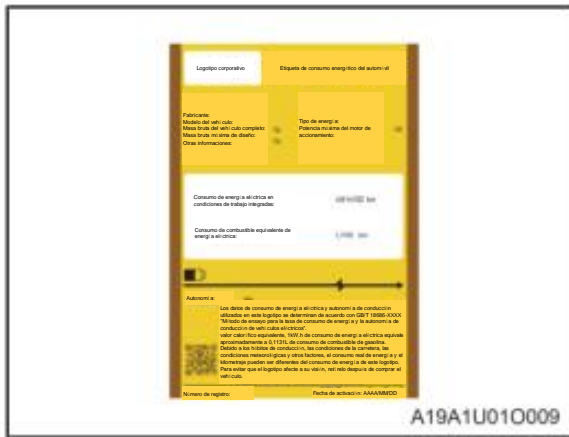 Logotipo corporativo
Etiqueta de consumo energético del automóvil
Fabricante:
Modelo del vehículo:
Masa bruta del vehículo completo:
Masa bruta máxima de diseño:
Otras informaciones:
Tipo de energía:
Potencia máxima del motor de
accionamiento:
Consumo de energía eléctrica en
condiciones de trabajo integradas:
Consumo de combustible equivalente de
energía eléctrica:
Autonomía:
Los datos de consumo de energía eléctrica y autonomía de conducción
utilizados en este logotipo se determinan de acuerdo con GB/T 18686-XXXX
"Método de ensayo para la tasa de consumo de energía y la autonomía de
conducción de vehículos eléctricos".
valor calorífico equivalente, 1kW.h de energía eléctrica equivale
aproximadamente a 0,1131L de consumo de combustible de gasolina.
Debido a los hábitos de conducción, las condiciones de la carretera, las
condiciones meteorológicas y otros factores, el consumo real de energía y el
kilometraje pueden ser diferentes del consumo de energía de este logotipo.
Para evitar que el logotipo afecte a su visión, retírelo después de comprar el
vehículo.
Número de registro:
Fecha de activación: AAAA/MM/DD
A19A1U01O009